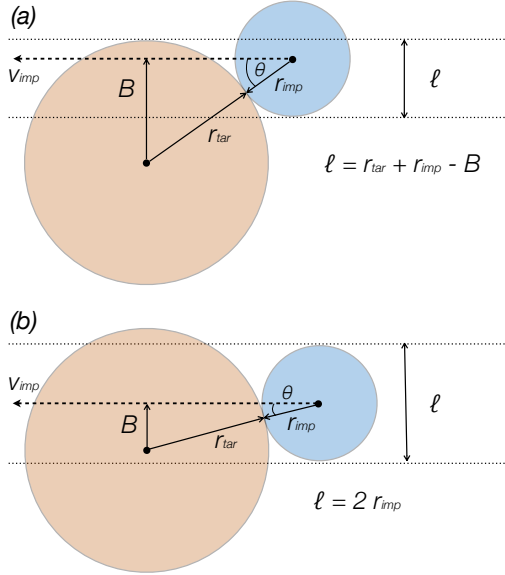 (a)
θ
v_imp
B
r_imp
ℓ
r_tar
ℓ = r_tar + r_imp - B
(b)
v_imp
θ
B
ℓ
r_imp
r_tar
ℓ = 2 r_imp